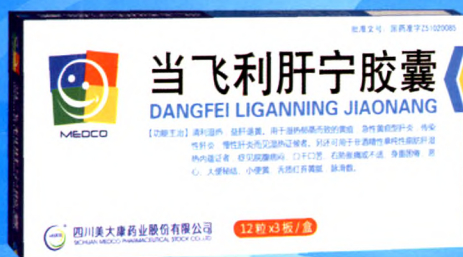 批准文号：国药准字Z51020085
当飞利肝宁胶囊
DANGFEI LIGANNING JIAONANG
MEDCO
【功能主治】清利湿热，益肝退黄。用于湿热郁蒸而致的黄疸，急性黄疸型肝炎，传染
性肝炎，慢性肝炎而见湿热证候者。另还可用于非酒精性单纯性脂肪肝湿
热内蕴证者，症见脘腹痞闷、口干口苦、右胁胀痛或不适、身重困倦、恶
心、大便秘结、小便黄、舌质红苔黄腻、脉滑数。
四川美大康药业股份有限公司
SICHUAN MEDCO PHARMACEUTICAL STOCK CO.,LTD
12粒x3板/盒